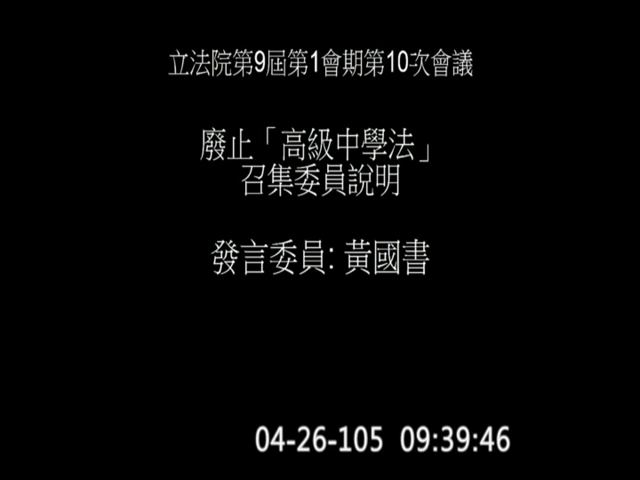 立法院第9屆第1會期第10次會議
廢止「高級中學法」
召集委員說明
發言委員: 黃國書
04-26-105 09:39:46